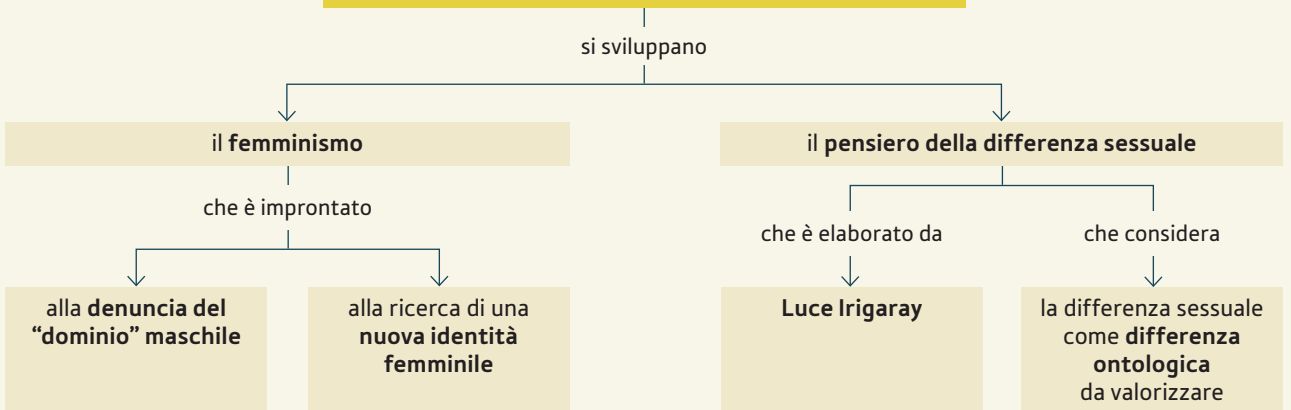 si sviluppano
il femminismo
il pensiero della differenza sessuale
che è improntato
che è elaborato da
che considera
alla denuncia del
“dominio” maschile
alla ricerca di una
nuova identità
femminile
Luce Irigaray
la differenza sessuale
come differenza
ontologica
da valorizzare